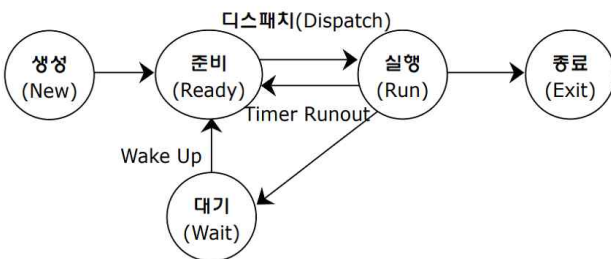 디스패치(Dispatch)
생성
(New)
준비
(Ready)
실행
(Run)
종료
(Exit)
Timer Runout
Wake Up
대기
(Wait)